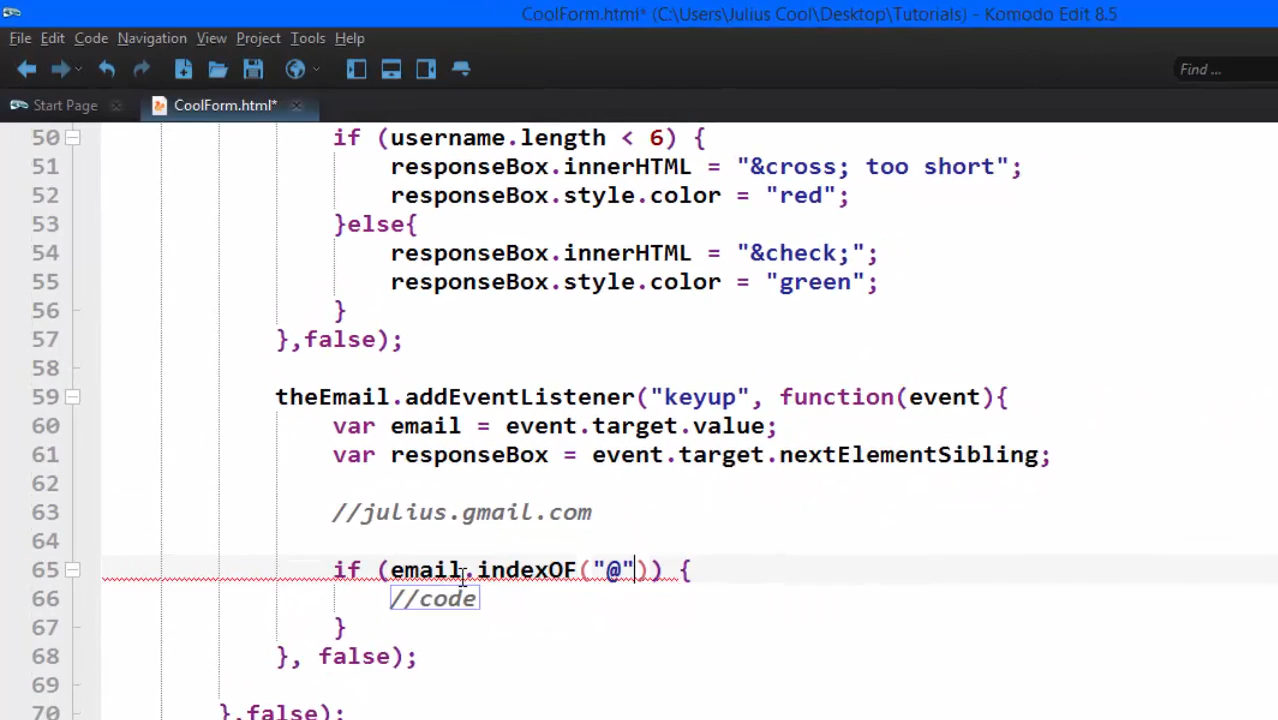 CoolForm.html* (C:\Users\Julius Cool\Desktop\Tutorials) - Komodo Edit 8.5
File Edit Code Navigation View Project Tools Help
Find ...
Start Page CoolForm.html*
50 if (username.length < 6) {
51 responseBox.innerHTML = "&cross; too short";
52 responseBox.style.color = "red";
53 }else{
54 responseBox.innerHTML = "&check;";
55 responseBox.style.color = "green";
56 }
57 },false);
58
59 theEmail.addEventListener("keyup", function(event){
60 var email = event.target.value;
61 var responseBox = event.target.nextElementSibling;
62
63 //julius.gmail.com
64
65 if (email.indexOF("@")) {
66 //code
67 }
68 }, false);
69
70 },false);